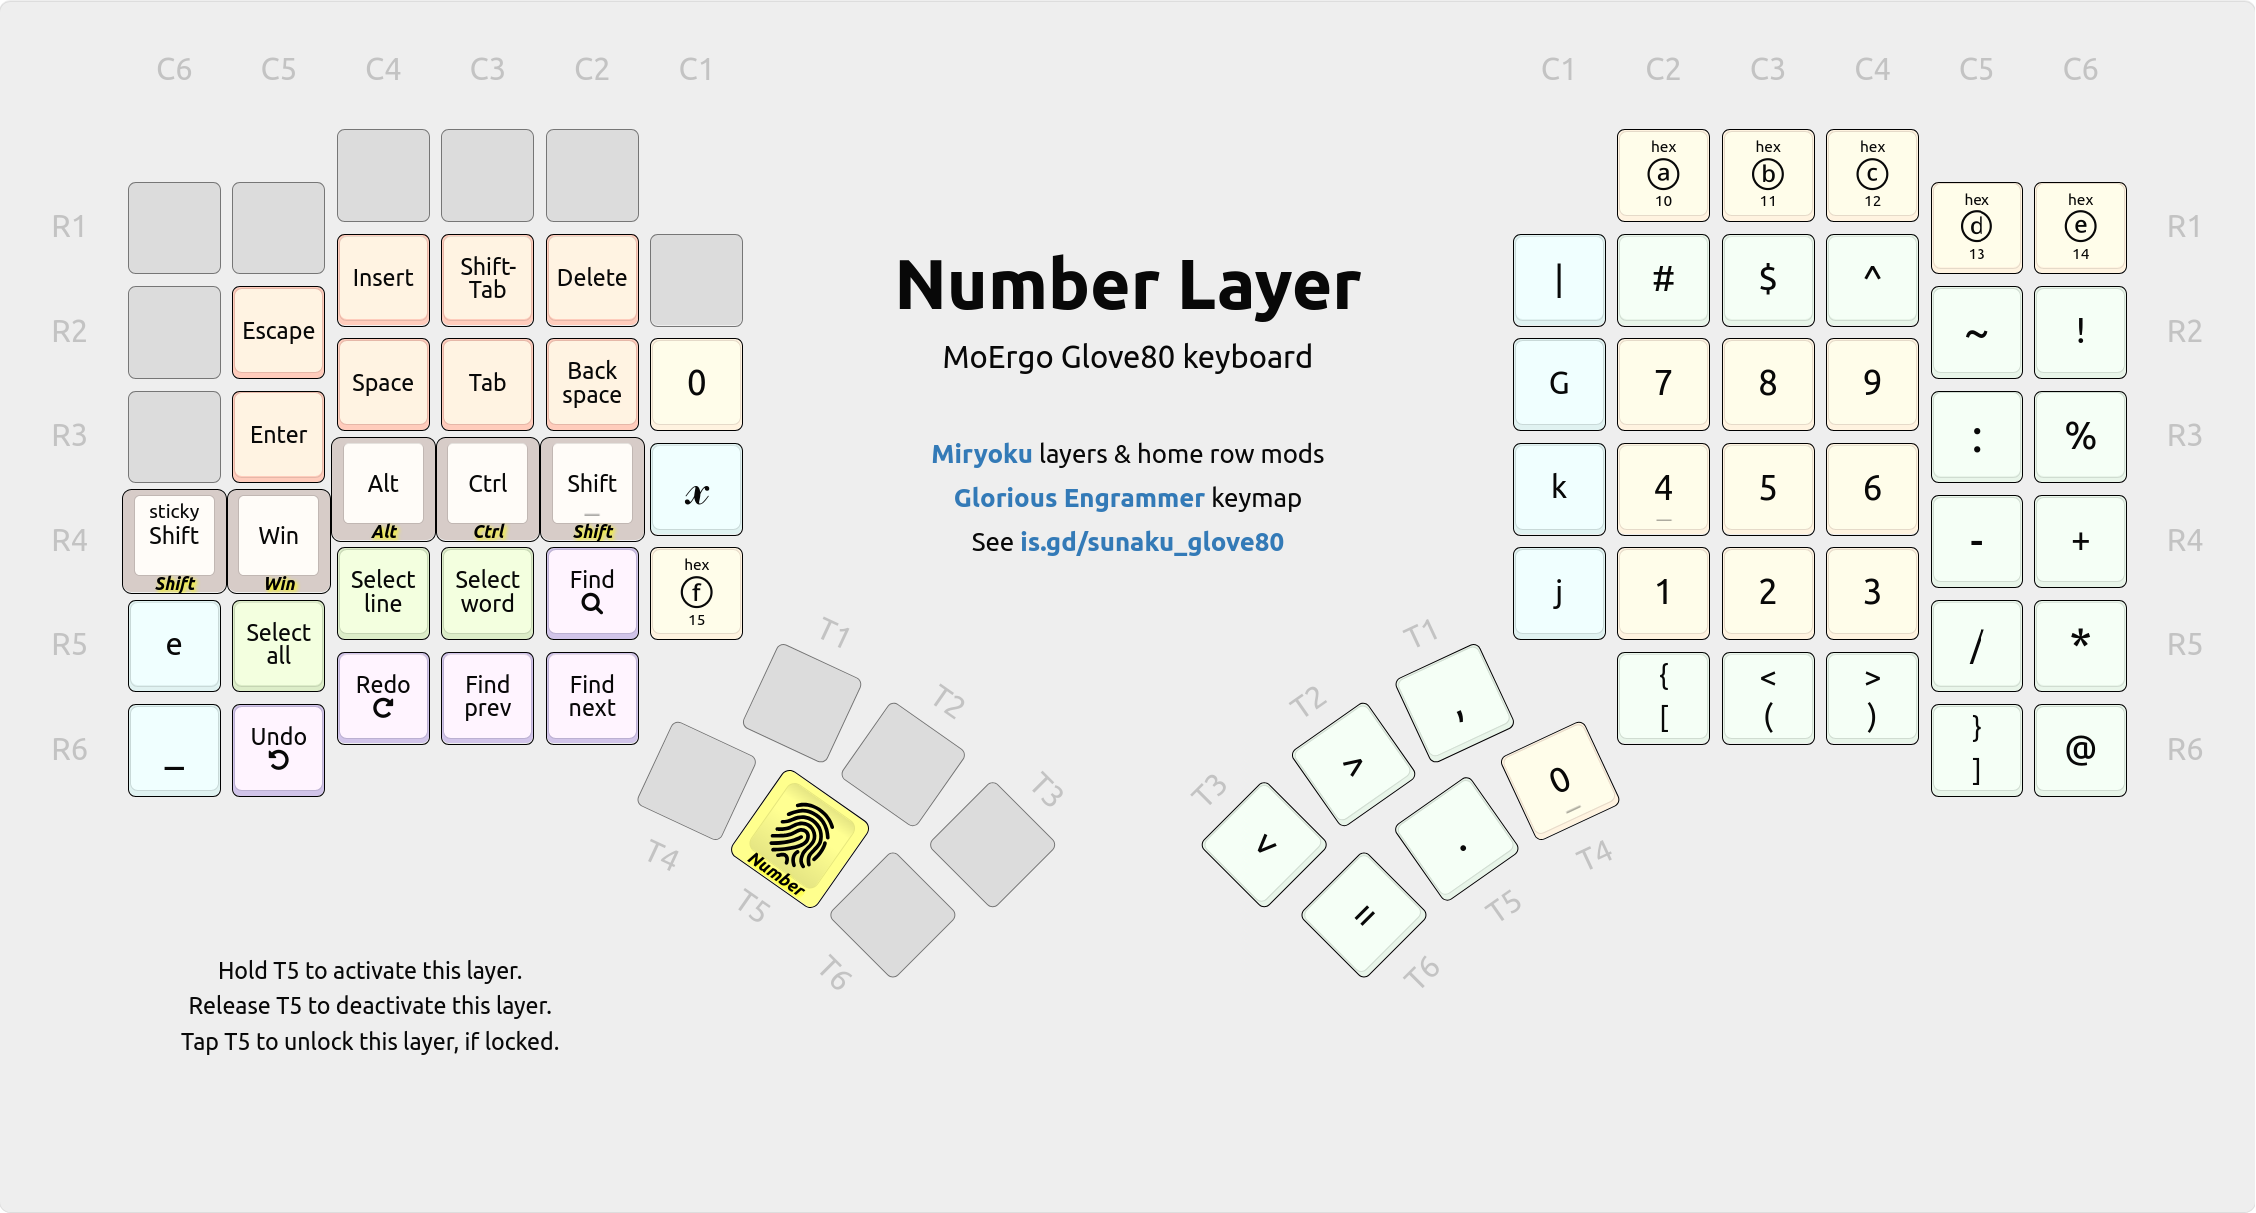 C6 C5 C4 C3 C2 C1 C1 C2 C3 C4 C5 C6
hex hex hex
a b c
10 11 12
hex hex
R1 d e R1
13 14
Insert Shift-
Tab Delete | # $ ^
R2 Escape ~ ! R2
Number Layer
MoErgo Glove80 keyboard
Space Tab Back
space 0 G 7 8 9
R3 Enter : % R3
Miryoku layers & home row mods
Glorious Engrammer keymap
See is.gd/sunaku_glove80
Alt Ctrl Shift
_ x k 4
_ 5 6
Alt Ctrl Shift
sticky
R4 Shift Win - + R4
Shift Win
Select
line Select
word Find hex
f
15 j 1 2 3
R5 e Select
all / * R5
Redo Find
prev Find
next { < >
[ ( )
R6 _ Undo }
] @ R6
T1 T1
T2 T2
T3 T3
, > < . 0
_ =
Number
T4 T4
T5 T5
T6 T6
Hold T5 to activate this layer.
Release T5 to deactivate this layer.
Tap T5 to unlock this layer, if locked.